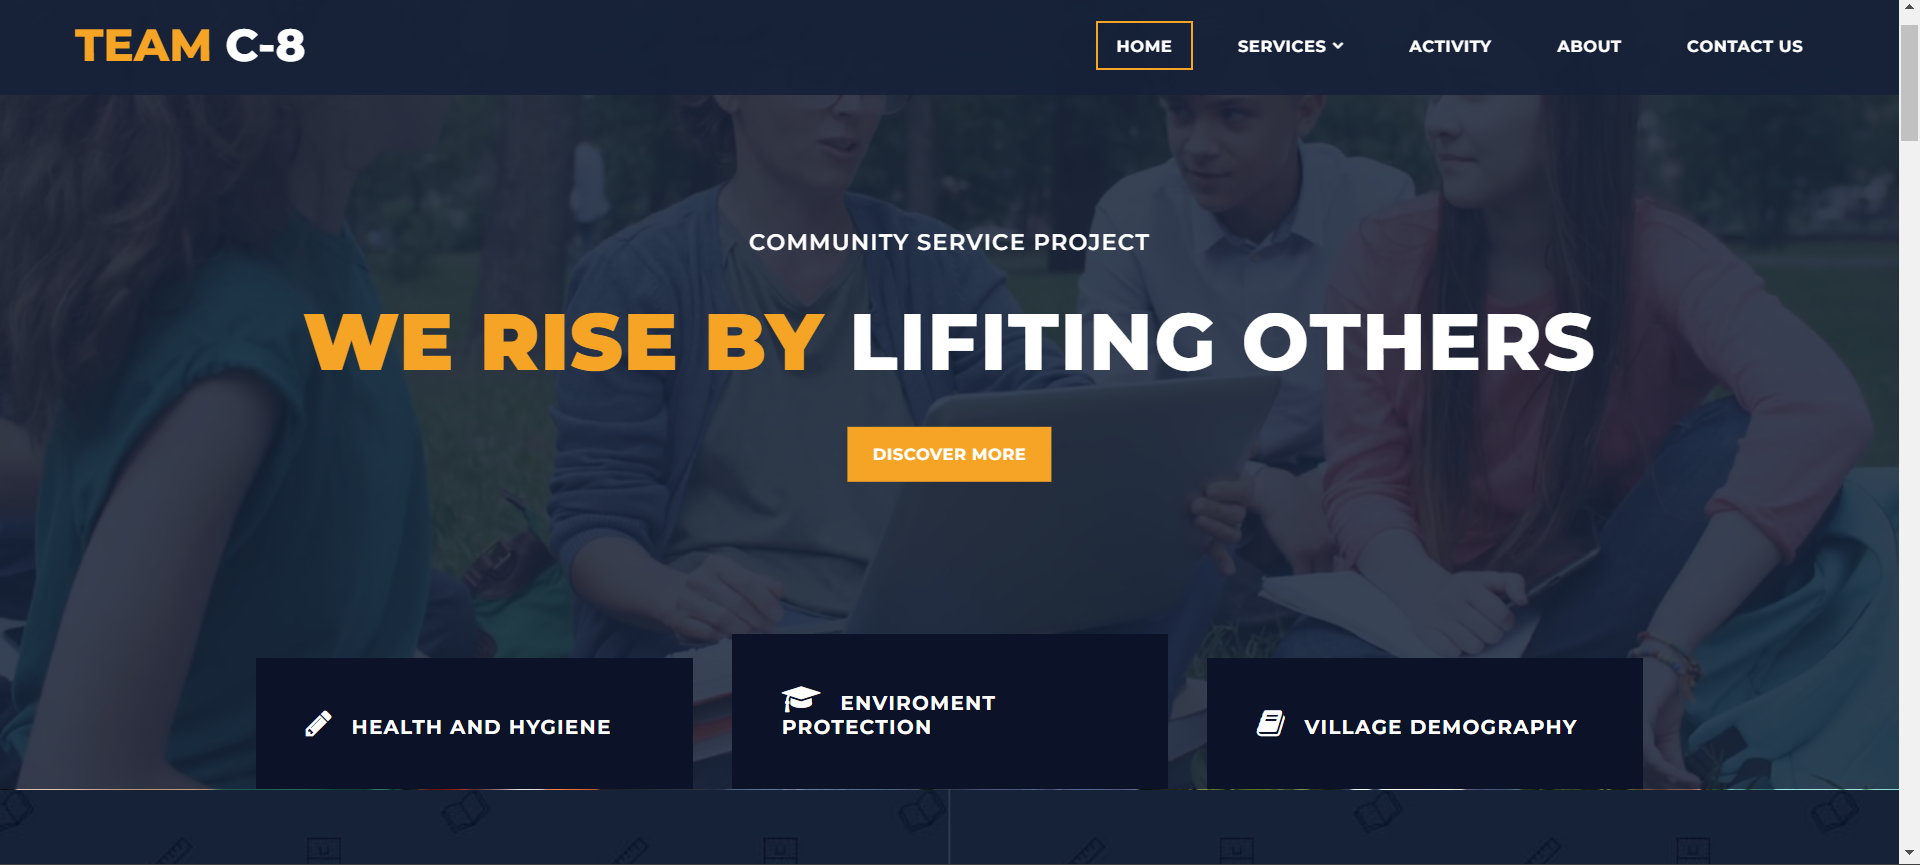 TEAM C-8
HOME
SERVICES
ACTIVITY
ABOUT
CONTACT US
COMMUNITY SERVICE PROJECT
WE RISE BY LIFITING OTHERS
DISCOVER MORE
HEALTH AND HYGIENE
ENVIROMENT
PROTECTION
VILLAGE DEMOGRAPHY